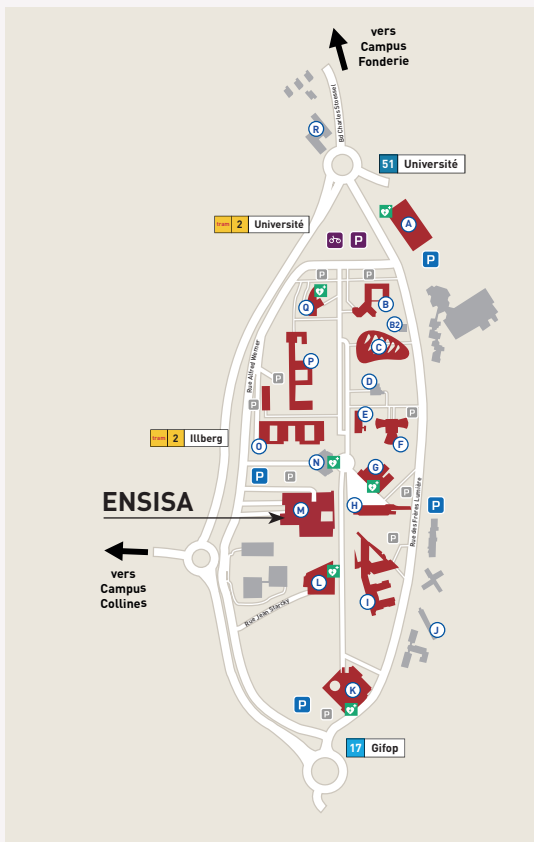 vers
Campus
Fonderie
Bd Charles Stoessel
R
51 Université
tram 2 Université
A
P
P
P
P
Q
B
B2
C
Rue Alfred Werner
P
P
D
P
E
P
F
tram 2 Illberg
O
N
G
P
P
P
H
P
ENSISA
M
Rue des Frères Lumière
P
vers
Campus
Collines
L
I
Rue Jean Starcky
J
K
P
P
17 Gifop